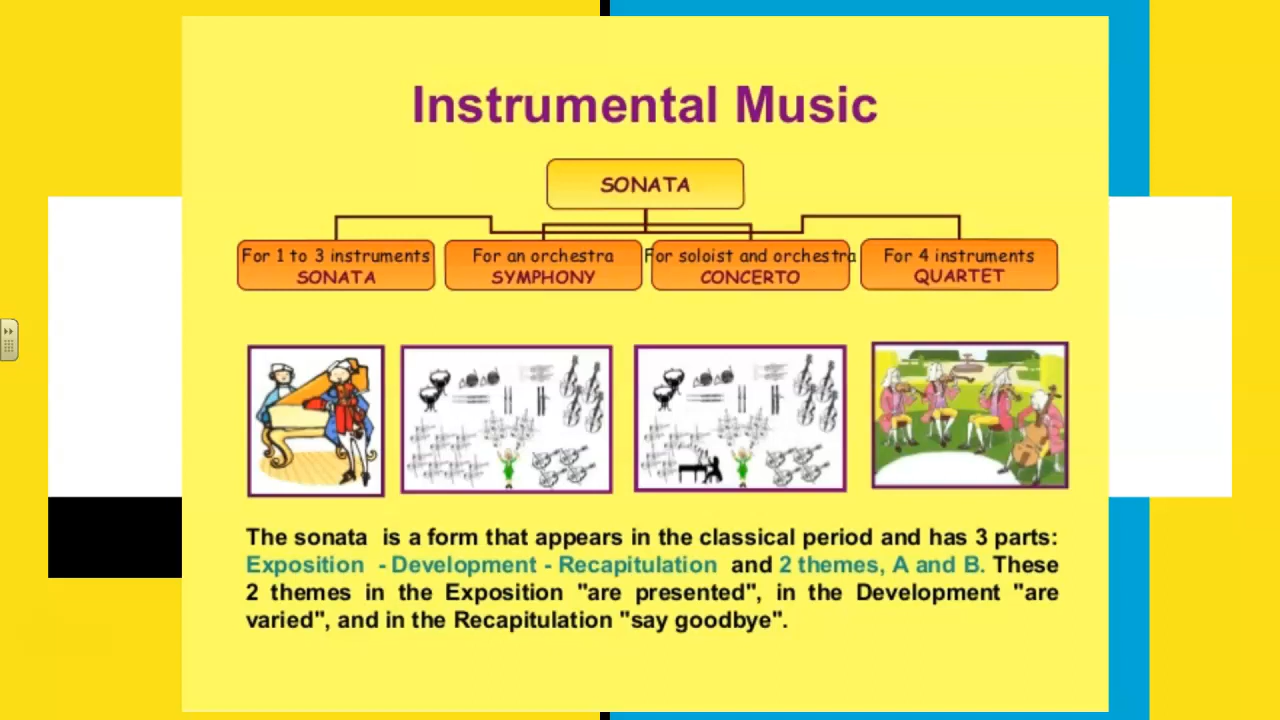 Instrumental Music
SONATA
For 1 to 3 instruments
SONATA
For an orchestra
SYMPHONY
For soloist and orchestra
CONCERTO
For 4 instruments
QUARTET
The sonata is a form that appears in the classical period and has 3 parts:
Exposition - Development - Recapitulation and 2 themes, A and B. These
2 themes in the Exposition "are presented", in the Development "are
varied", and in the Recapitulation "say goodbye".